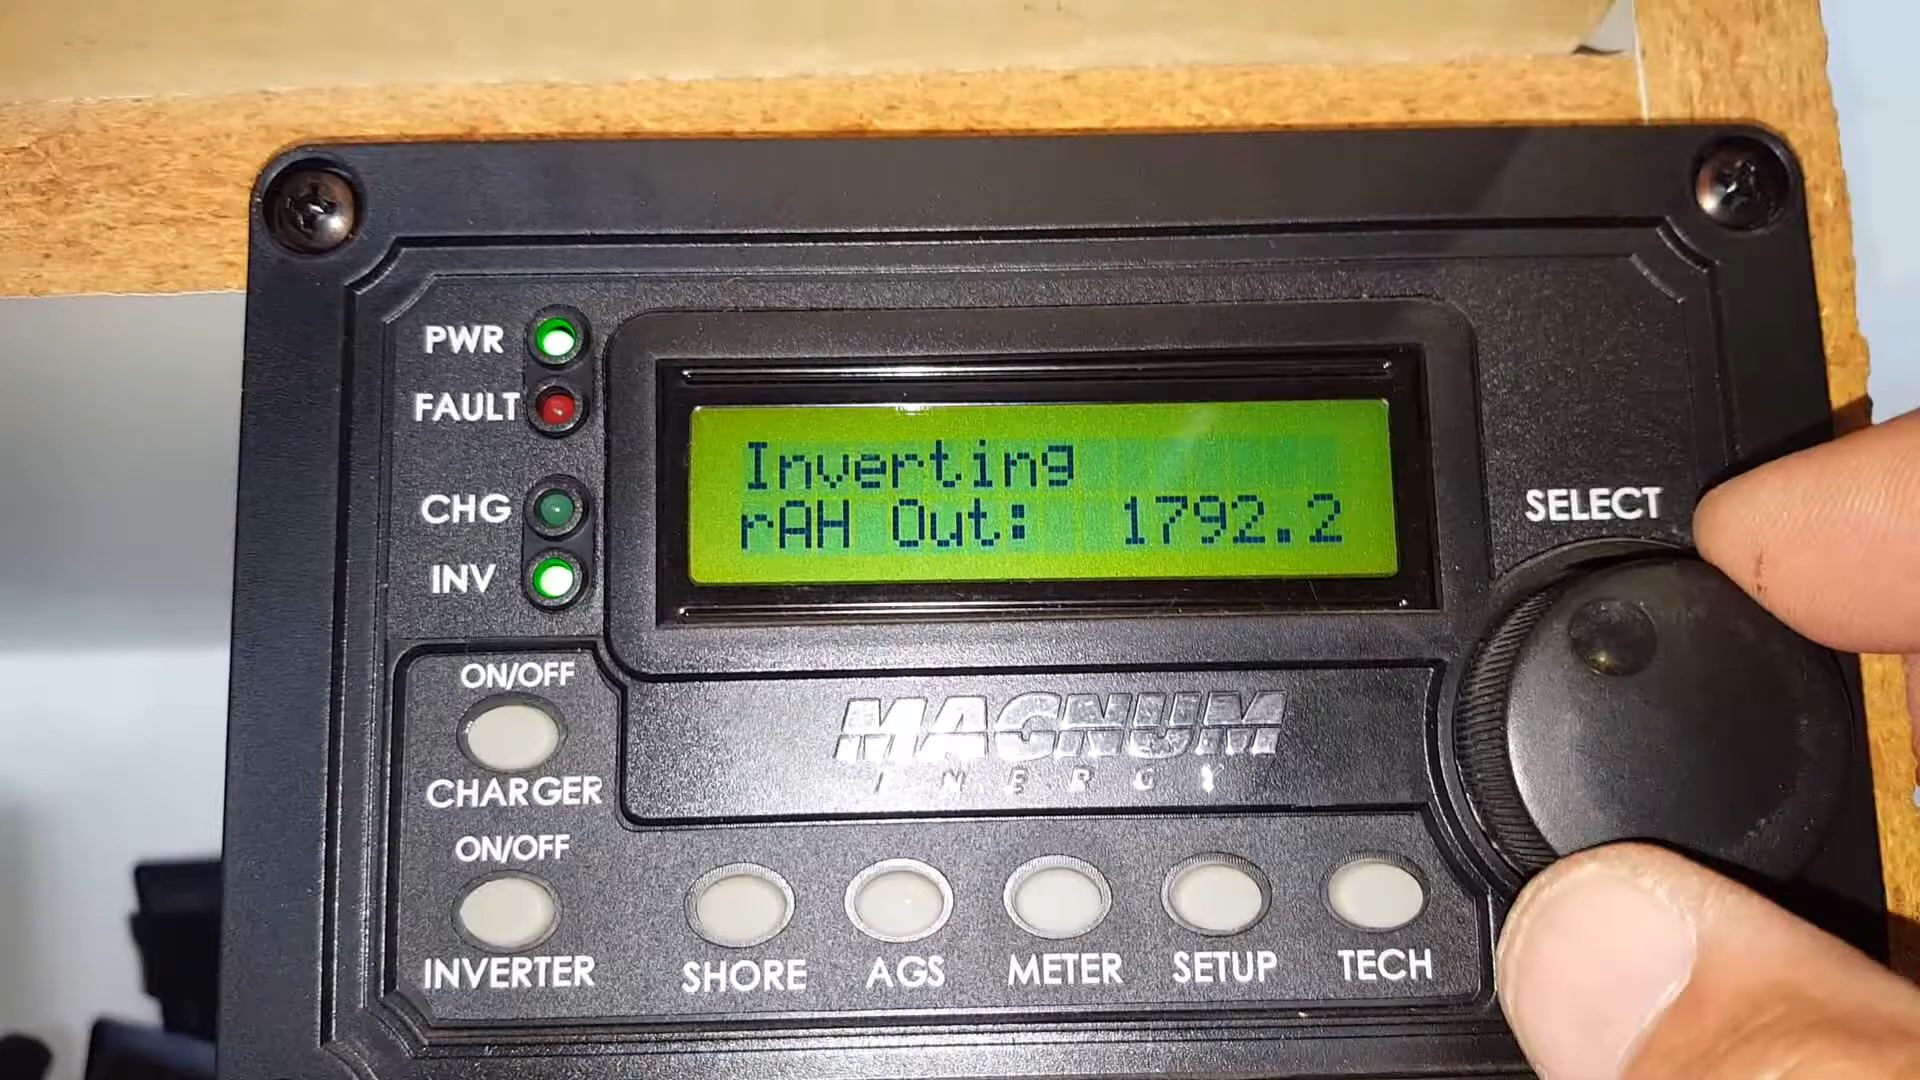 PWR
FAULT
CHG
INV
Inverting
rAH Out: 1792.2
SELECT
ON/OFF
CHARGER
ON/OFF
INVERTER
MAGNUM
ENERGY
SHORE
AGS
METER
SETUP
TECH